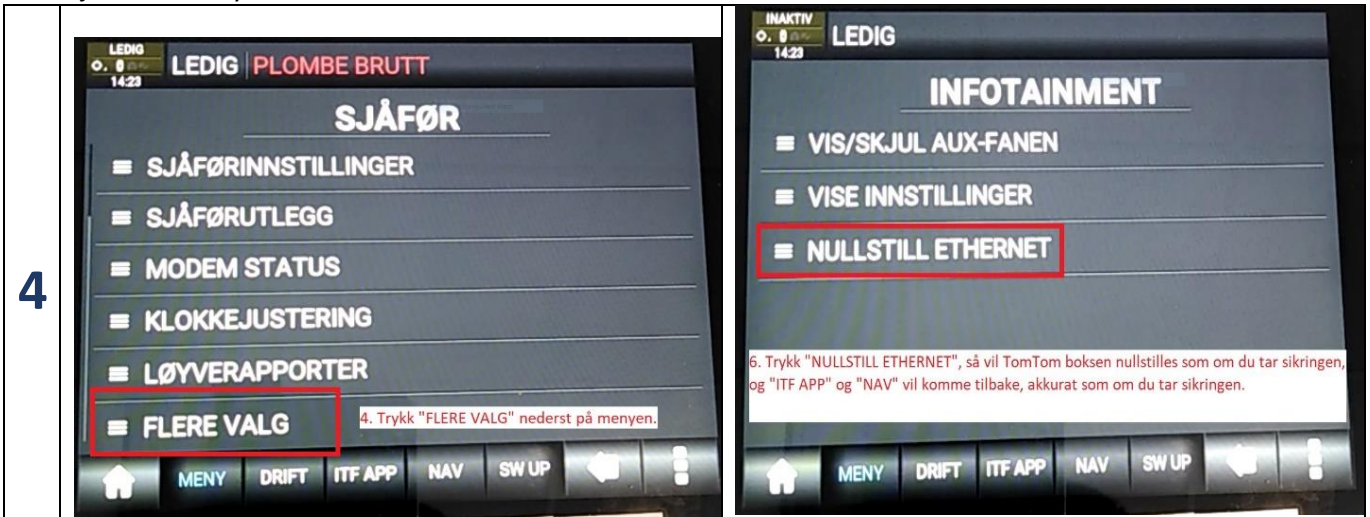 4
LEDIG
14:23
LEDIG PLOMBE BRUTT
SJÅFØR
SJÅFØRINNSTILLINGER
SJÅFØRUTLEGG
MODEM STATUS
KLOKKEJUSTERING
LØYVERAPPORTER
FLERE VALG
4. Trykk "FLERE VALG" nederst på menyen.
MENY DRIFT ITF APP NAV SW UP
INAKTIV
14:23
LEDIG
INFOTAINMENT
VIS/SKJUL AUX-FANEN
VISE INNSTILLINGER
NULLSTILL ETHERNET
6. Trykk "NULLSTILL ETHERNET", så vil TomTom boksen nullstilles som om du tar sikringen,
og "ITF APP" og "NAV" vil komme tilbake, akkurat som om du tar sikringen.
MENY DRIFT ITF APP NAV SW UP